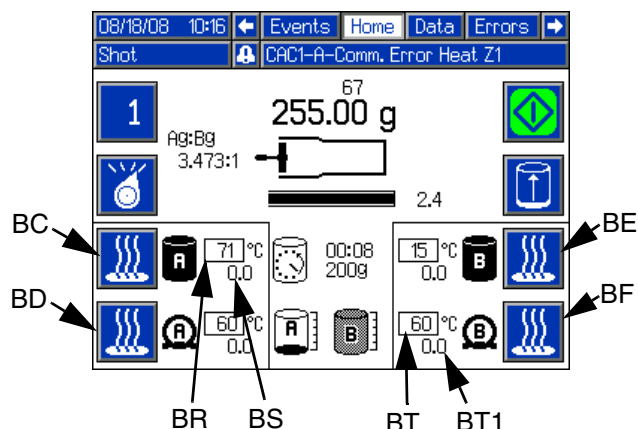 08/18/08 10:16 Events Home Data Errors
Shot CAC1-A-Comm. Error Heat Z1
67
1 255.00 g
Ag:Bg
3.473:1
2.4
BC BE
A 71 °C 00:08 15 °C B
0.0 200g 0.0
BD BF
A 60 °C A B 60 °C B
0.0 0.0
BR BS BT BT1